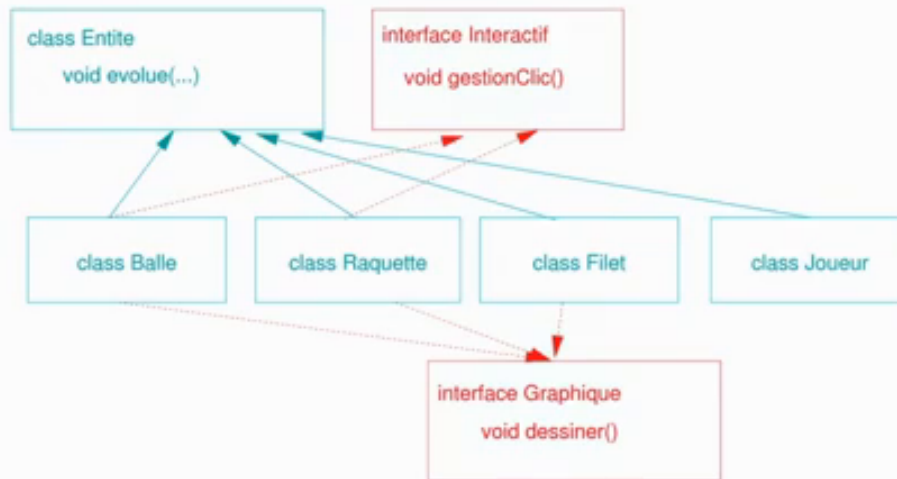 class Entite
void evolue(...)
interface Interactif
void gestionClic()
class Balle
class Raquette
class Filet
class Joueur
interface Graphique
void dessiner()